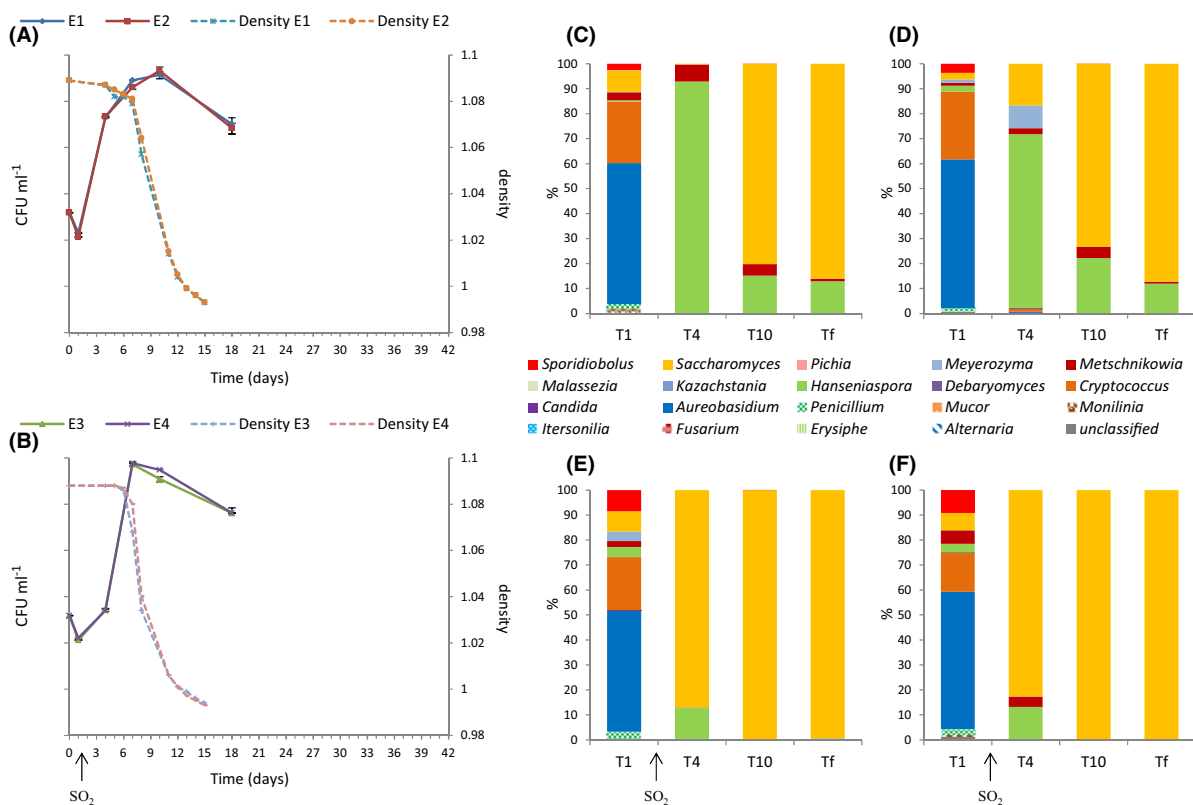 E1 E2 Density E1 Density E2
(A)
CFU ml⁻¹
1.1
1.08
1.06
1.04
1.02
1
0.98
density
0 3 6 9 12 15 18 21 24 27 30 33 36 39 42
Time (days)
E3 E4 Density E3 Density E4
(B)
CFU ml⁻¹
1.1
1.08
1.06
1.04
1.02
1
0.98
density
0 3 6 9 12 15 18 21 24 27 30 33 36 39 42
Time (days)
SO₂
(C)
%
100
90
80
70
60
50
40
30
20
10
0
T1 T4 T10 Tf
(D)
%
100
90
80
70
60
50
40
30
20
10
0
T1 T4 T10 Tf
Sporidiobolus Saccharomyces Pichia Meyerozyma Metschnikowia
Malassezia Kazachstania Hanseniaspora Debaryomyces Cryptococcus
Candida Aureobasidium Penicillium Mucor Monilinia
Itersonilia Fusarium Erysiphe Alternaria unclassified
(E)
%
100
90
80
70
60
50
40
30
20
10
0
T1 T4 T10 Tf
SO₂
(F)
%
100
90
80
70
60
50
40
30
20
10
0
T1 T4 T10 Tf
SO₂